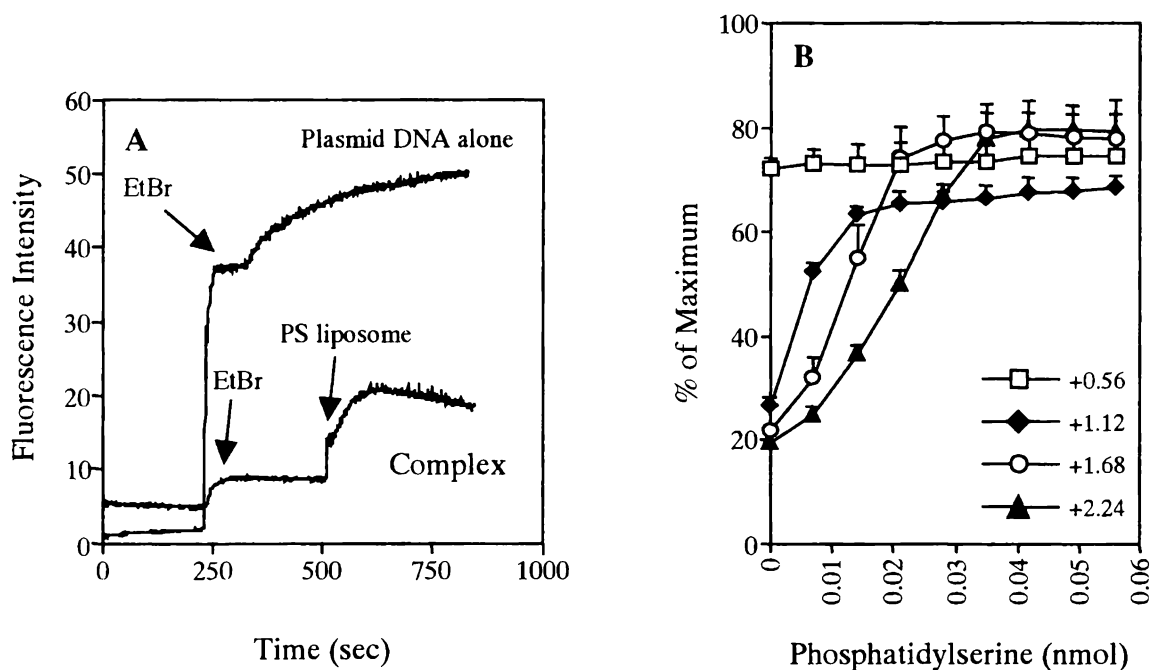 A
Fluorescence Intensity
60
50
40
30
20
10
0
Plasmid DNA alone
EtBr
PS liposome
EtBr
Complex
0
250
500
750
1000
Time (sec)
B
% of Maximum
100
80
60
40
20
0
+0.56
+1.12
+1.68
+2.24
0
0.01
0.02
0.03
0.04
0.05
0.06
Phosphatidylserine (nmol)